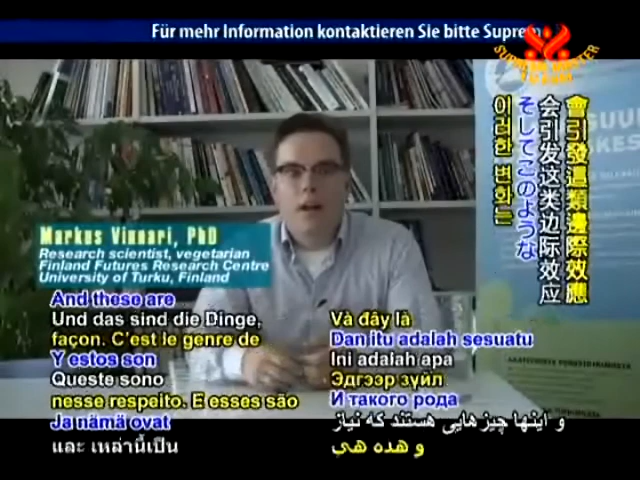 Für mehr Information kontaktieren Sie bitte Suprem
SUPREME MASTER
會引發這類邊際效應
会引发这类边际效应
そしてこのような
이러한 변화는
Markus Vinnari, PhD
Research scientist, vegetarian
Finland Futures Research Centre
University of Turku, Finland
And these are
Und das sind die Dinge,
façon. C'est le genre de
Y estos son
Queste sono
nesse respeito. E esses são
Ja nämä ovat
และ เหล่านี้เป็น
Và đây là
Dan itu adalah sesuatu
Ini adalah apa
Эдгээр зүйл
И такого рода
و اینها چیزهایی هستند که نیاز
و هذه هي